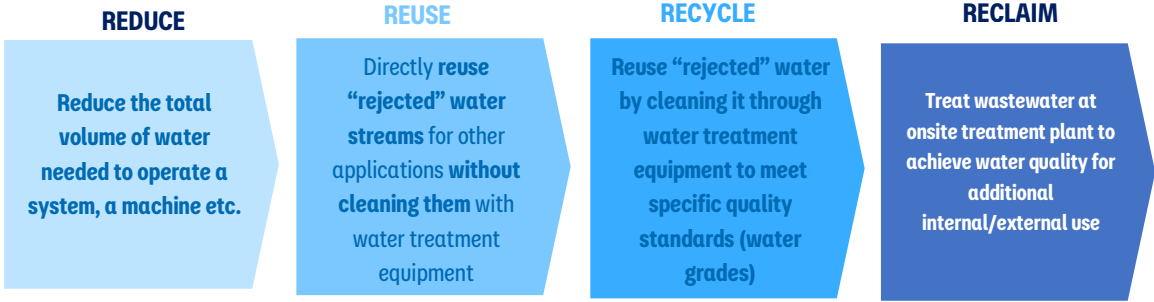 REDUCE
Reduce the total
volume of water
needed to operate a
system, a machine etc.
REUSE
Directly reuse
“rejected” water
streams for other
applications without
cleaning them with
water treatment
equipment
RECYCLE
Reuse “rejected” water
by cleaning it through
water treatment
equipment to meet
specific quality
standards (water
grades)
RECLAIM
Treat wastewater at
onsite treatment plant to
achieve water quality for
additional
internal/external use